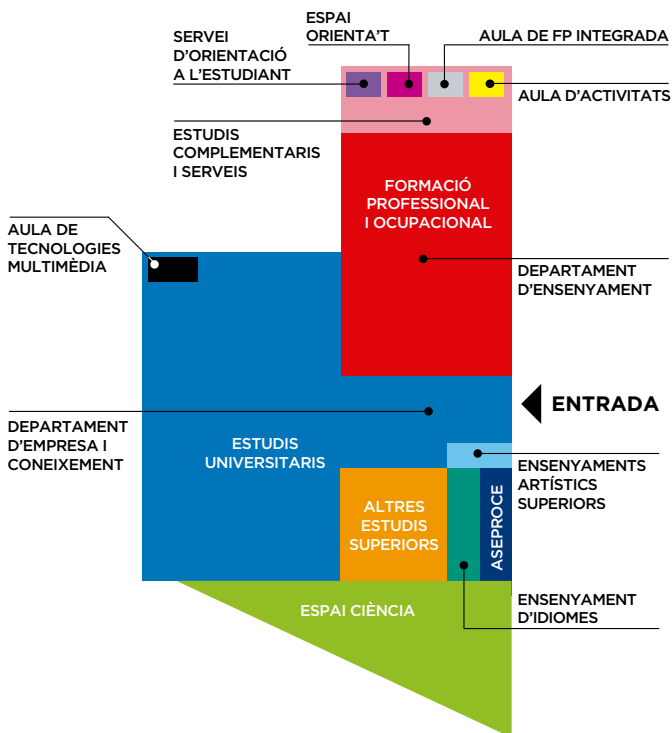 SERVEI
D'ORIENTACIÓ
A L'ESTUDIANT
ESPAI
ORIENTA'T
AULA DE FP INTEGRADA
AULA D'ACTIVITATS
ESTUDIS
COMPLEMENTARIS
I SERVEIS
FORMACIÓ
PROFESSIONAL
I OCUPACIONAL
AULA DE
TECNOLOGIES
MULTIMÈDIA
DEPARTAMENT
D'ENSENYAMENT
ENTRADA
DEPARTAMENT
D'EMPRESA I
CONEIXEMENT
ESTUDIS
UNIVERSITARIS
ENSENYAMENTS
ARTÍSTICS
SUPERIORS
ALTRES
ESTUDIS
SUPERIORS
ASEPROCE
ENSENYAMENT
D'IDIOMES
ESPAI CIÈNCIA